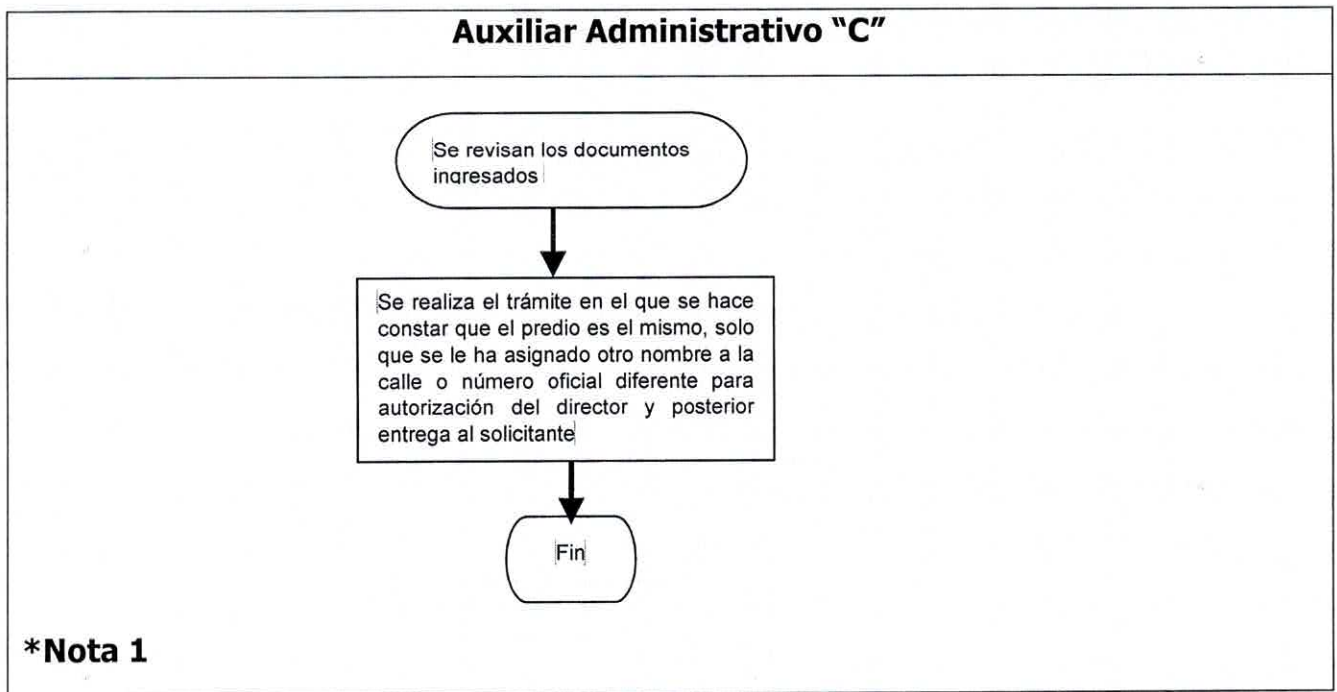 Auxiliar Administrativo “C”
Se revisan los documentos
ingresados
Se realiza el trámite en el que se hace
constar que el predio es el mismo, solo
que se le ha asignado otro nombre a la
calle o número oficial diferente para
autorización del director y posterior
entrega al solicitante
Fin
*Nota 1